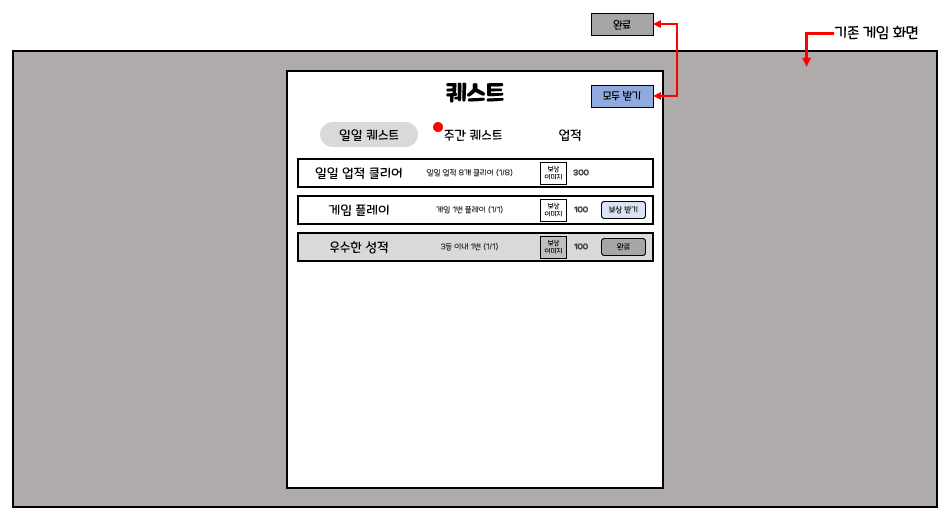 완료
기존 게임 화면
퀘스트
모두 받기
일일 퀘스트
주간 퀘스트
업적
일일 업적 클리어
일일 업적 8개 클리어 (1/8)
보상
이미지
300
게임 플레이
게임 1번 플레이 (1/1)
보상
이미지
100
보상 받기
우수한 성적
3등 이내 1번 (1/1)
보상
이미지
100
완료